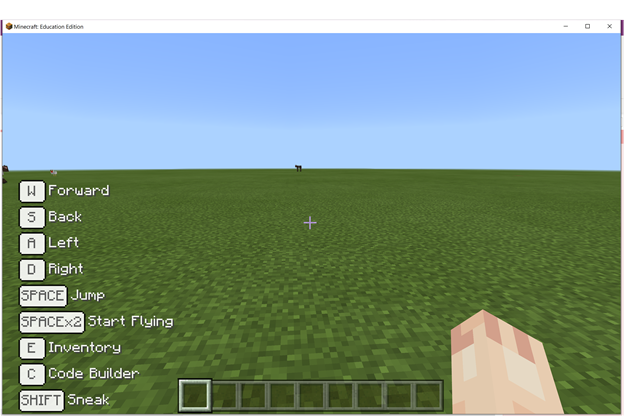 Minecraft: Education Edition
W Forward
S Back
A Left
D Right
SPACE Jump
SPACEx2 Start Flying
E Inventory
C Code Builder
SHIFT Sneak